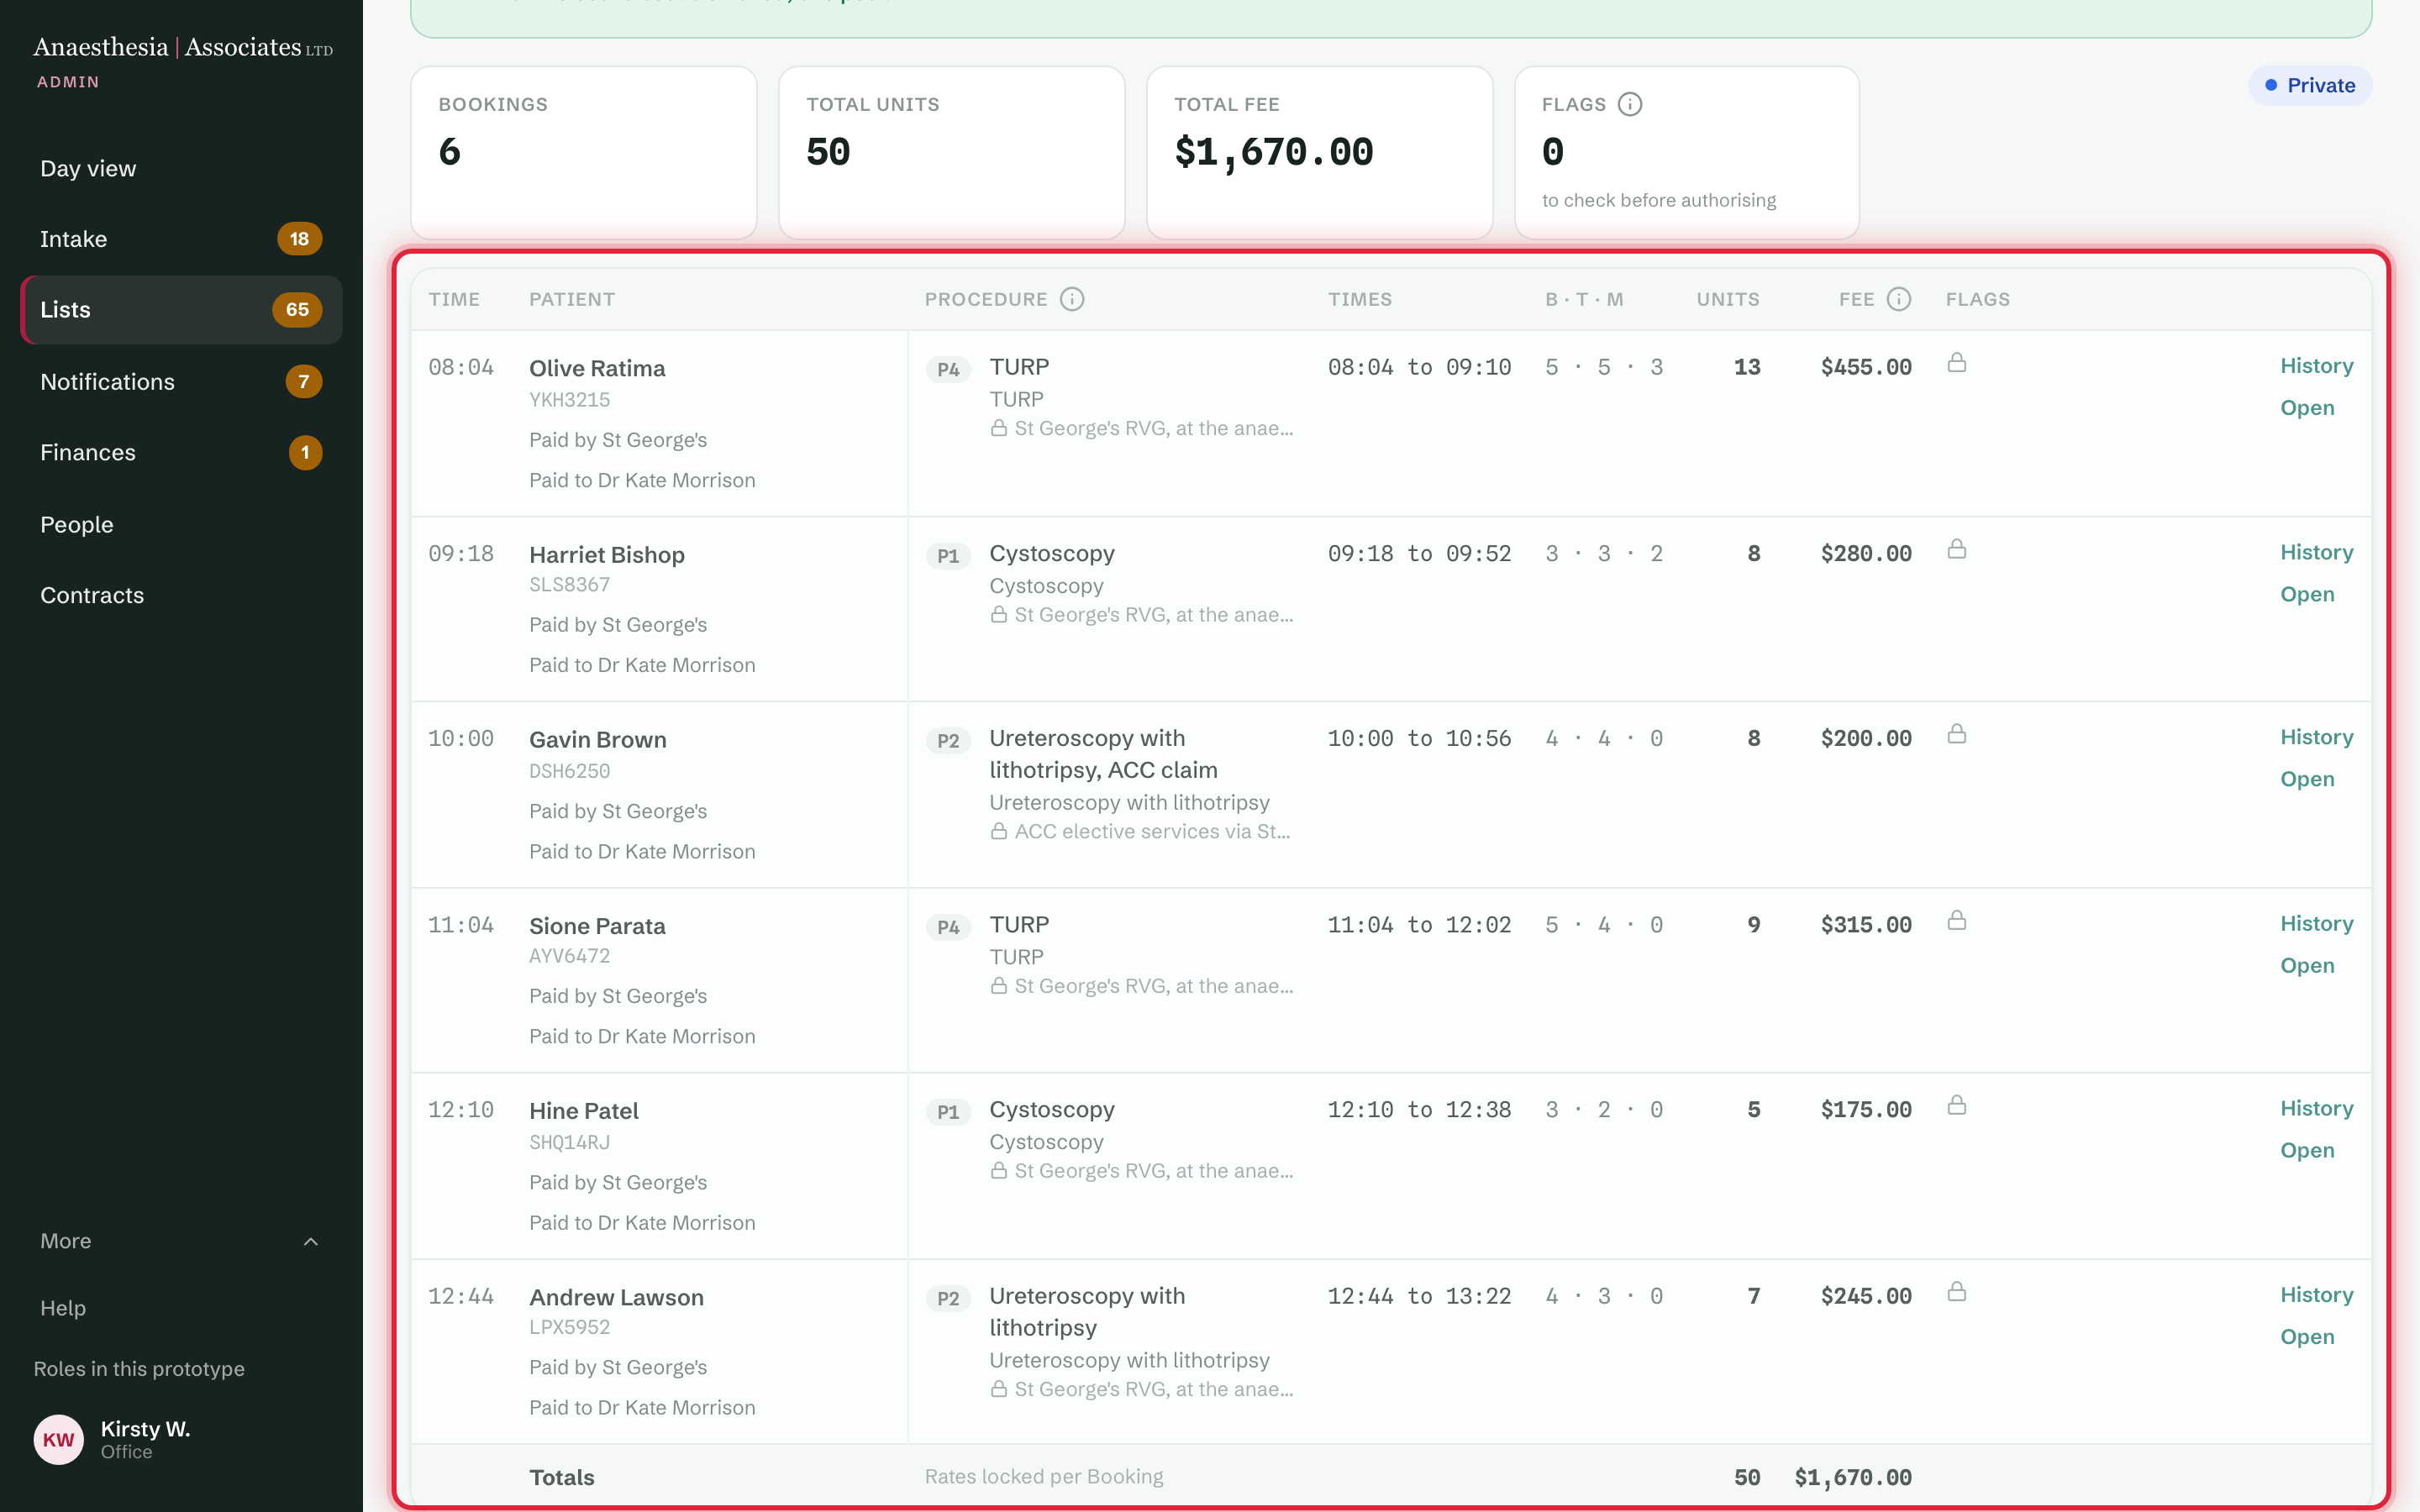 Anaesthesia | Associates LTD
ADMIN
Day view
Intake 18
Lists 65
Notifications 7
Finances 1
People
Contracts
More
Help
Roles in this prototype
KW Kirsty W.
Office
BOOKINGS
6
TOTAL UNITS
50
TOTAL FEE
$1,670.00
FLAGS
0
to check before authorising
Private
TIME PATIENT PROCEDURE TIMES B · T · M UNITS FEE FLAGS
08:04 Olive Ratima P4 TURP 08:04 to 09:10 5 · 5 · 3 13 $455.00 History
YKH3215 TURP Open
Paid by St George's St George's RVG, at the anae...
Paid to Dr Kate Morrison
09:18 Harriet Bishop P1 Cystoscopy 09:18 to 09:52 3 · 3 · 2 8 $280.00 History
SLS8367 Cystoscopy Open
Paid by St George's St George's RVG, at the anae...
Paid to Dr Kate Morrison
10:00 Gavin Brown P2 Ureteroscopy with 10:00 to 10:56 4 · 4 · 0 8 $200.00 History
DSH6250 lithotripsy, ACC claim Open
Paid by St George's Ureteroscopy with lithotripsy
ACC elective services via St...
Paid to Dr Kate Morrison
11:04 Sione Parata P4 TURP 11:04 to 12:02 5 · 4 · 0 9 $315.00 History
AYV6472 TURP Open
Paid by St George's St George's RVG, at the anae...
Paid to Dr Kate Morrison
12:10 Hine Patel P1 Cystoscopy 12:10 to 12:38 3 · 2 · 0 5 $175.00 History
SHQ14RJ Cystoscopy Open
Paid by St George's St George's RVG, at the anae...
Paid to Dr Kate Morrison
12:44 Andrew Lawson P2 Ureteroscopy with 12:44 to 13:22 4 · 3 · 0 7 $245.00 History
LPX5952 lithotripsy Open
Paid by St George's Ureteroscopy with lithotripsy
St George's RVG, at the anae...
Paid to Dr Kate Morrison
Totals Rates locked per Booking 50 $1,670.00